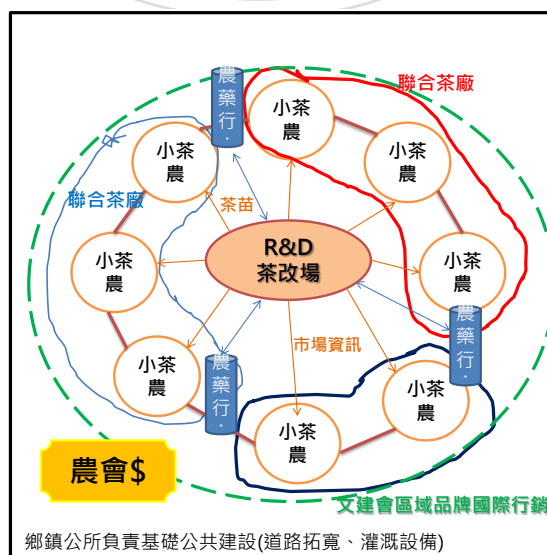 農藥行.
聯合茶廠
小茶
農
小茶
農
小茶
農
聯合茶廠
茶苗
R&D
茶改場
小茶
農
小茶
農
農藥行.
市場資訊
農藥行.
小茶
農
小茶
農
小茶
農
農會$
文建會區域品牌國際行銷
鄉鎮公所負責基礎公共建設(道路拓寬、灌溉設備)